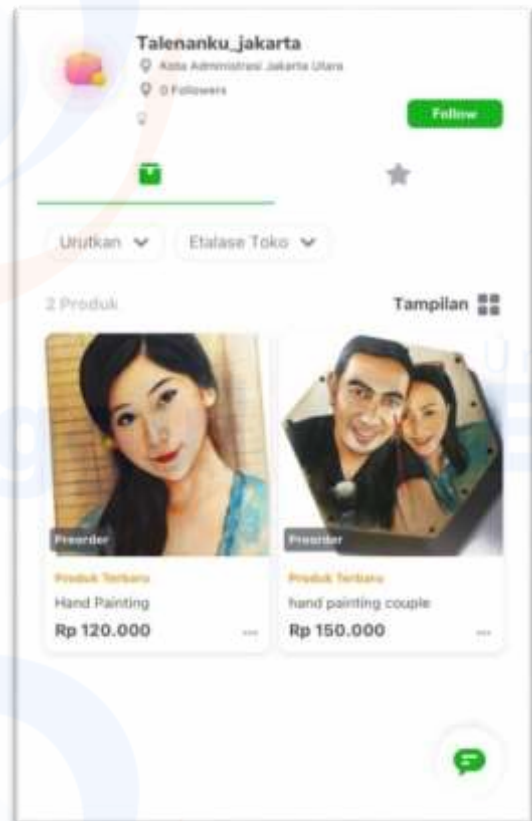 Talenanku_jakarta
Kota Administrasi Jakarta Utara
0 Followers
Follow
Urutkan
Etalase Toko
2 Produk
Tampilan
Preorder
Preorder
Produk Terbaru
Produk Terbaru
Hand Painting
hand painting couple
Rp 120.000
Rp 150.000